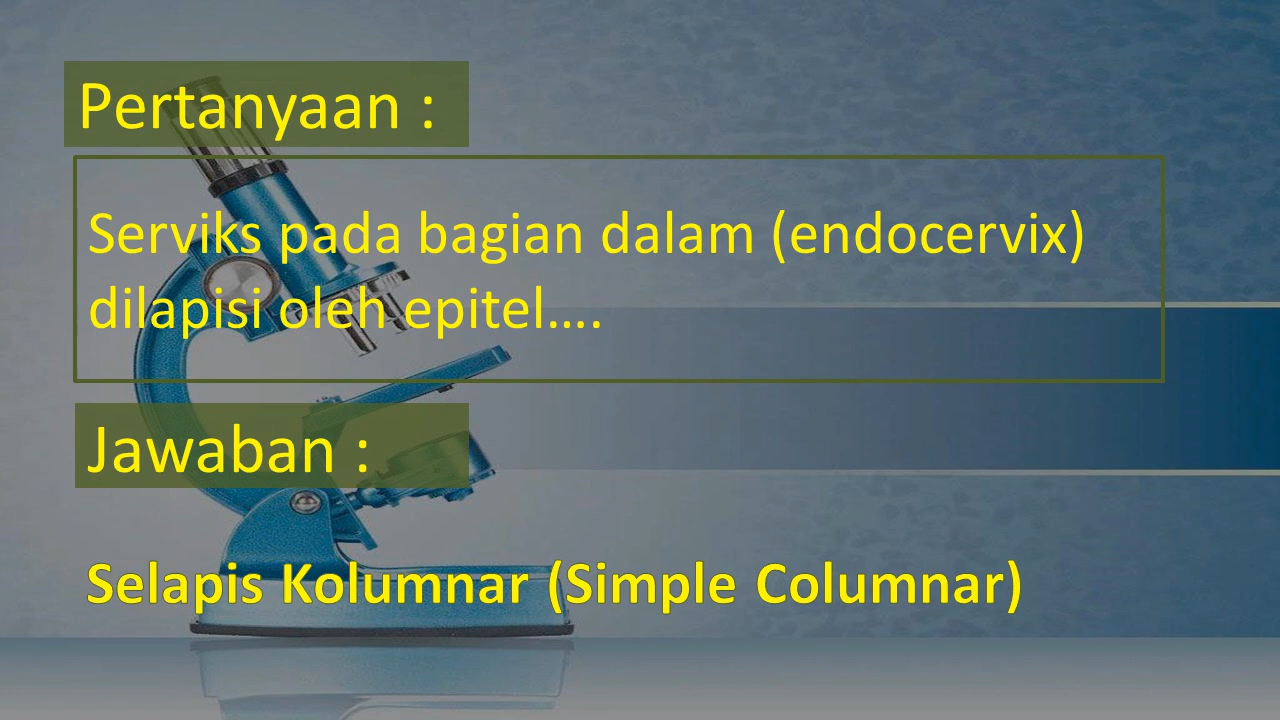 Pertanyaan :
Serviks pada bagian dalam (endocervix)
dilapisi oleh epitel....
Jawaban :
Selapis Kolumnar (Simple Columnar)